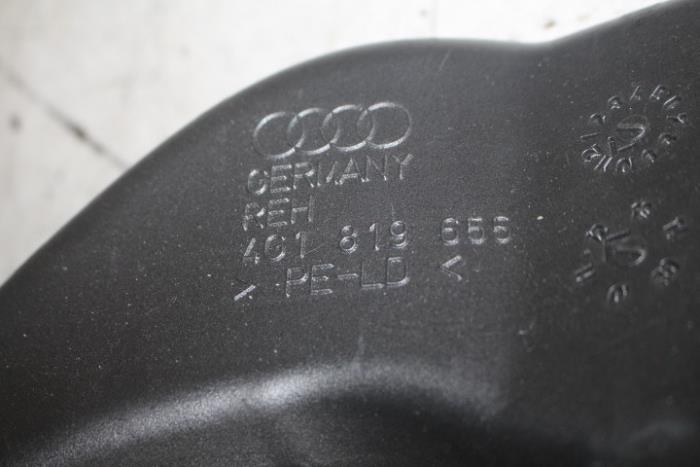 GERMANY
REH
4G1 819 656
> PE-LD <